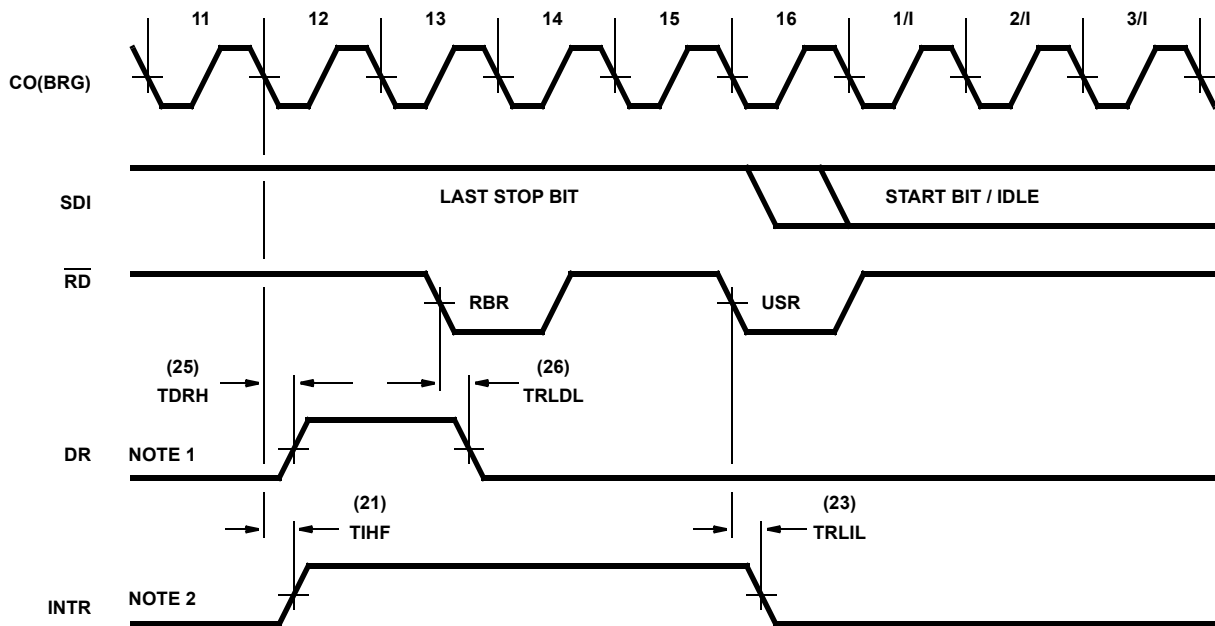 11 12 13 14 15 16 1/I 2/I 3/I
CO(BRG)
SDI
LAST STOP BIT
START BIT / IDLE
RD
RBR
USR
(25)
TDRH
(26)
TRLDL
DR
NOTE 1
(21)
TIHF
(23)
TRLIL
INTR
NOTE 2